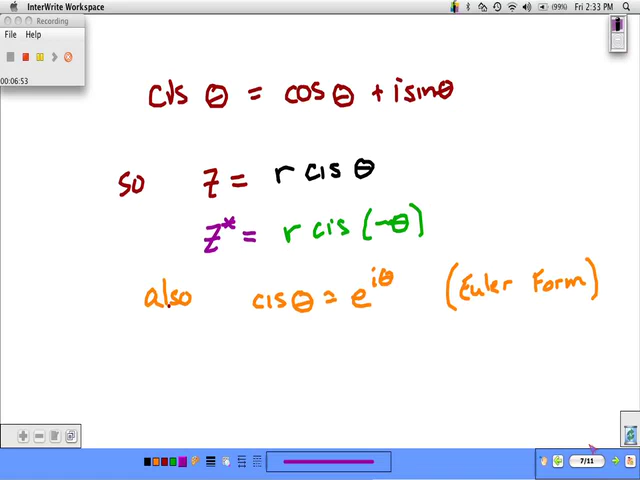 InterWrite Workspace
(99%) Fri 2:33 PM
Recording
File Help
00:06:53
cis θ = cos θ + i sin θ
so z = r cis θ
z* = r cis (-θ)
also cis θ = e^{iθ} (Euler Form)
7/11